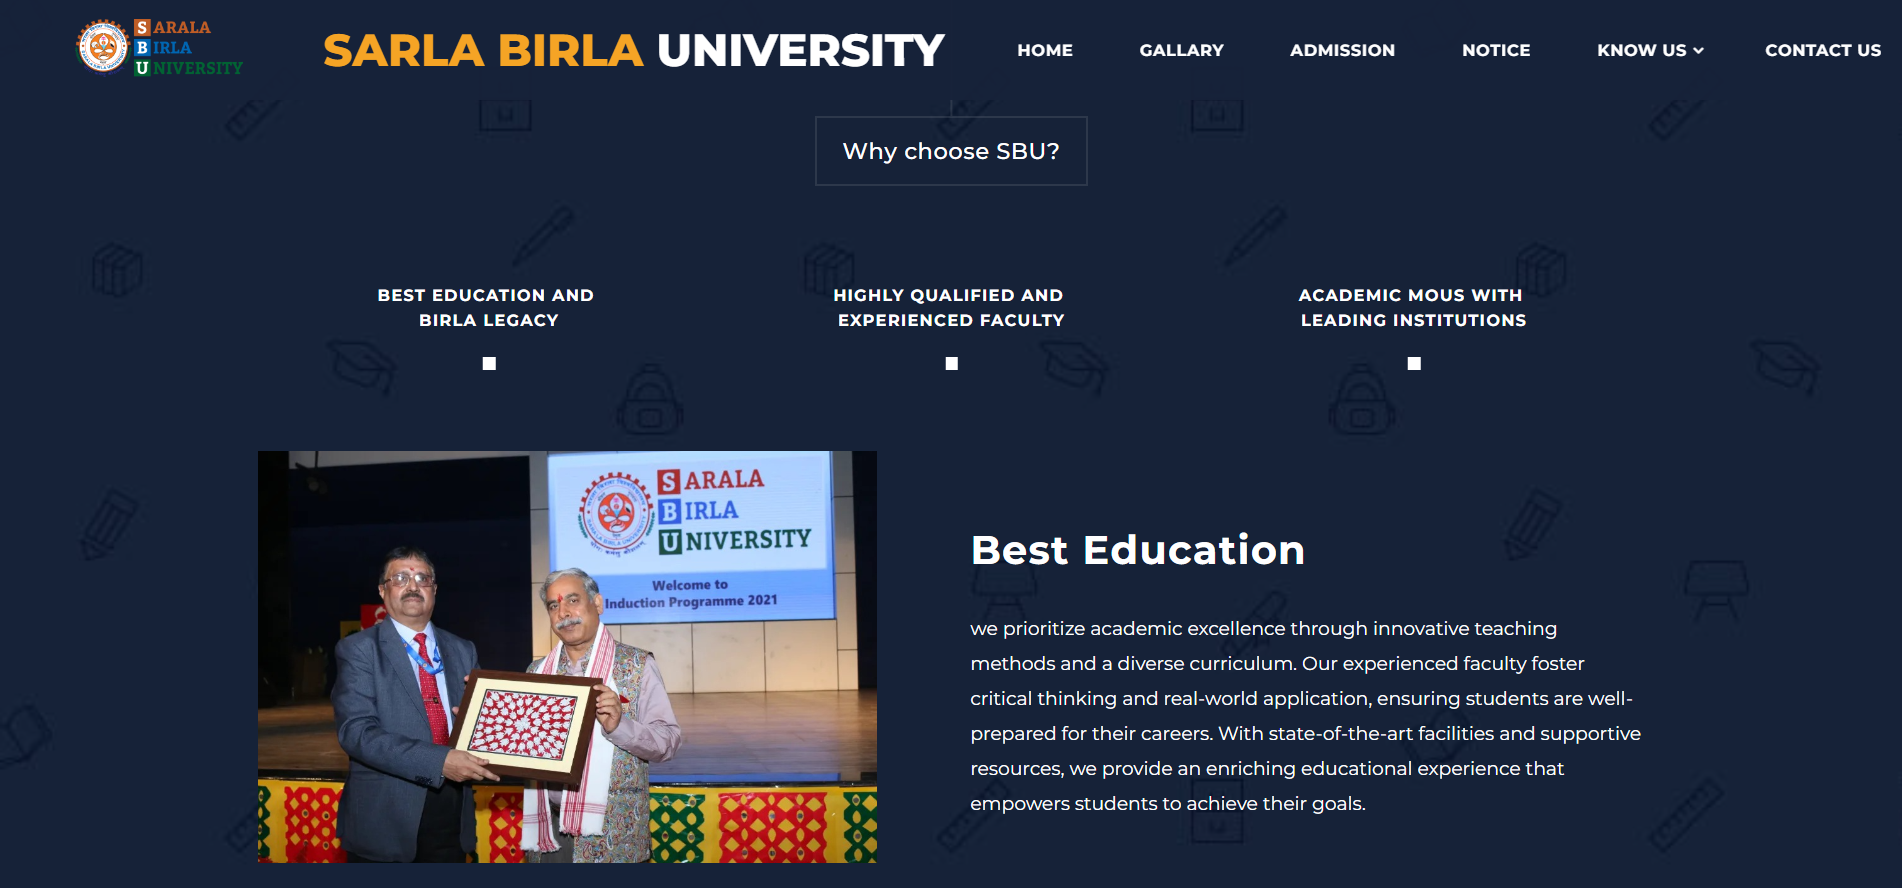 SARALA
BIRLA
UNIVERSITY
SARLA BIRLA UNIVERSITY
HOME
GALLARY
ADMISSION
NOTICE
KNOW US
CONTACT US
Why choose SBU?
BEST EDUCATION AND
BIRLA LEGACY
HIGHLY QUALIFIED AND
EXPERIENCED FACULTY
ACADEMIC MOUS WITH
LEADING INSTITUTIONS
SARALA
BIRLA
UNIVERSITY
Welcome to
Induction Programme 2021
Best Education
we prioritize academic excellence through innovative teaching
methods and a diverse curriculum. Our experienced faculty foster
critical thinking and real-world application, ensuring students are well-
prepared for their careers. With state-of-the-art facilities and supportive
resources, we provide an enriching educational experience that
empowers students to achieve their goals.